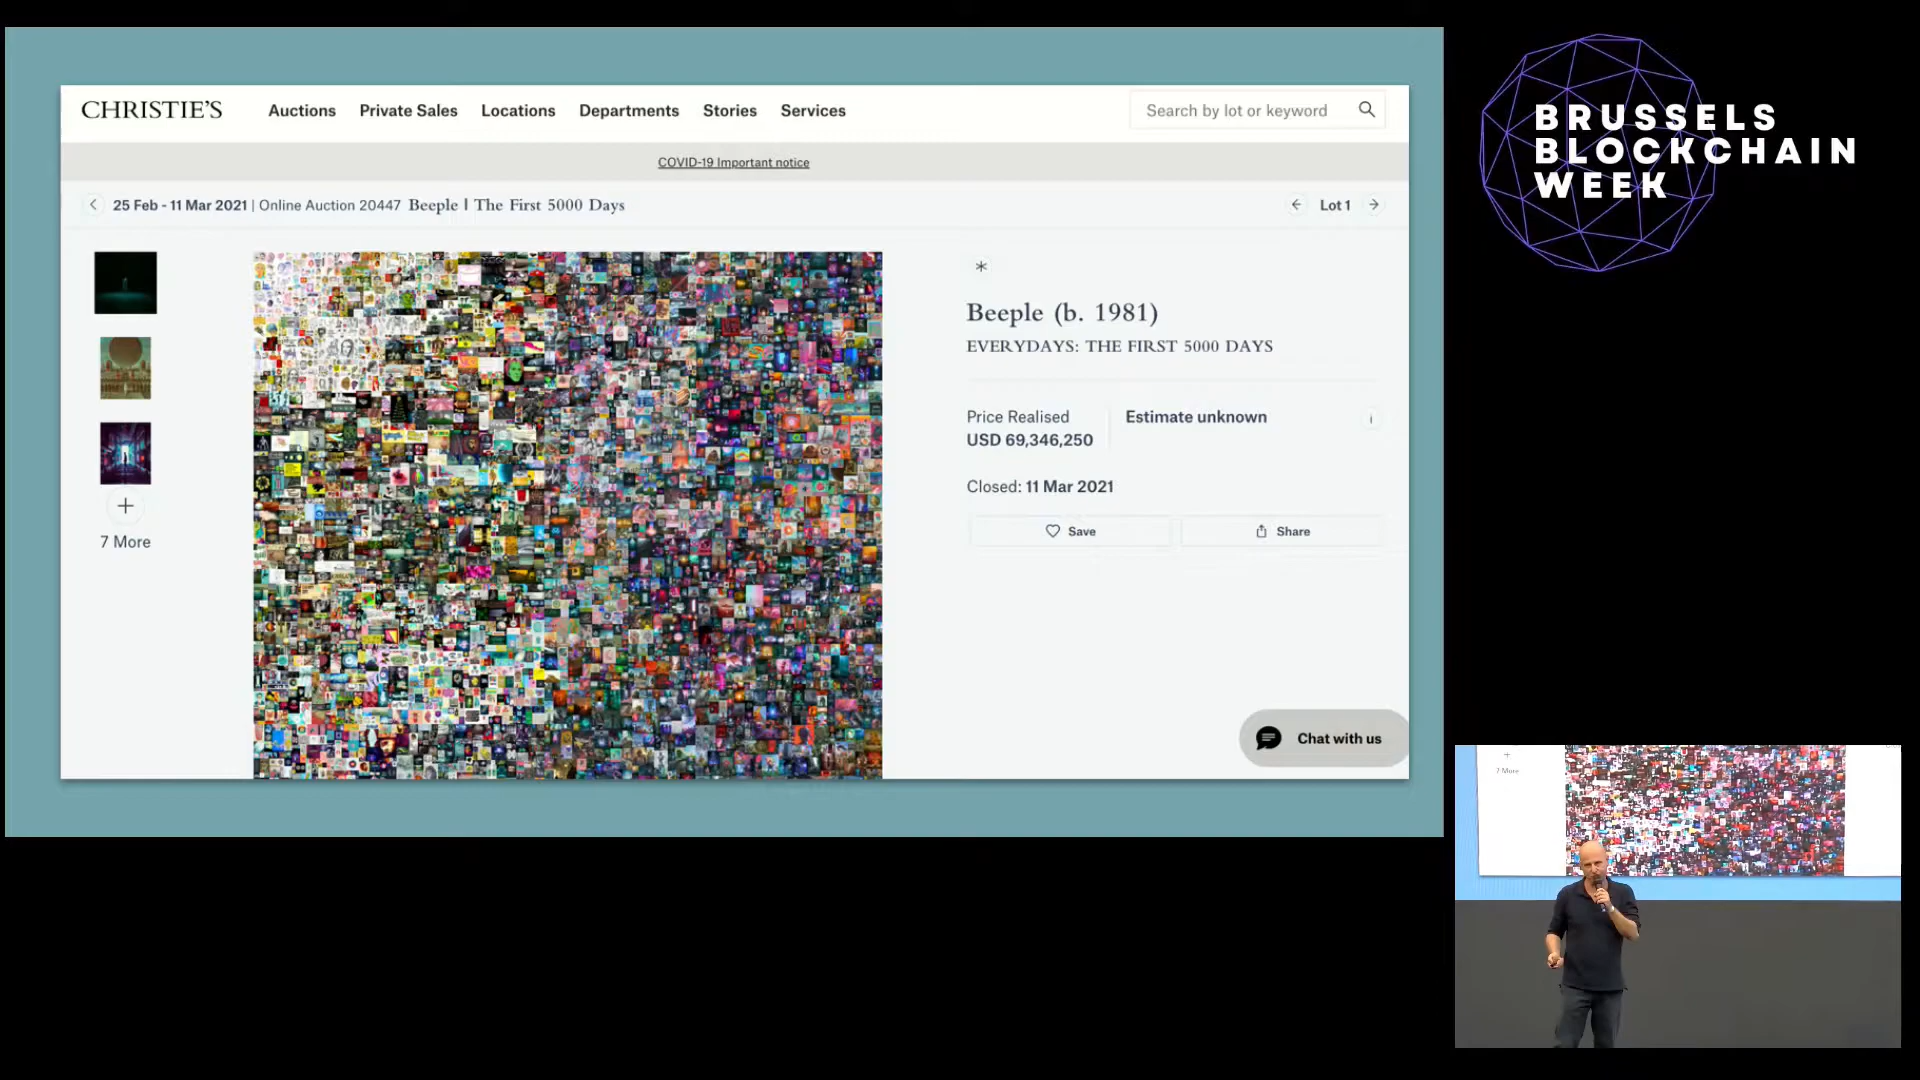 CHRISTIE'S Auctions Private Sales Locations Departments Stories Services Search by lot or keyword
COVID-19 Important notice
25 Feb - 11 Mar 2021 | Online Auction 20447 Beeple | The First 5000 Days Lot 1
*
Beeple (b. 1981)
EVERYDAYS: THE FIRST 5000 DAYS
Price Realised Estimate unknown
USD 69,346,250
Closed: 11 Mar 2021
Save Share
7 More
Chat with us
BRUSSELS
BLOCKCHAIN
WEEK
7 More